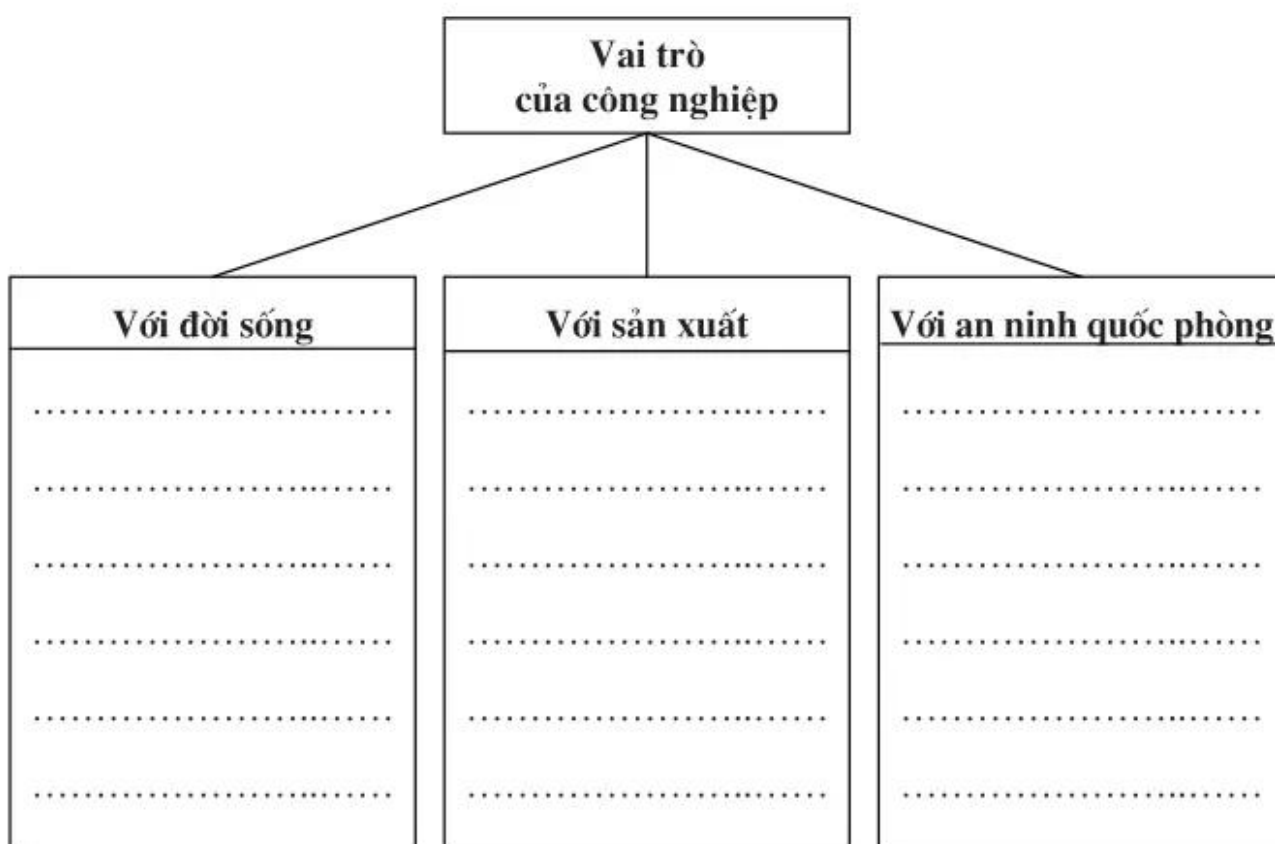 Vai trò
của công nghiệp
Với đời sống
Với sản xuất
Với an ninh quốc phòng